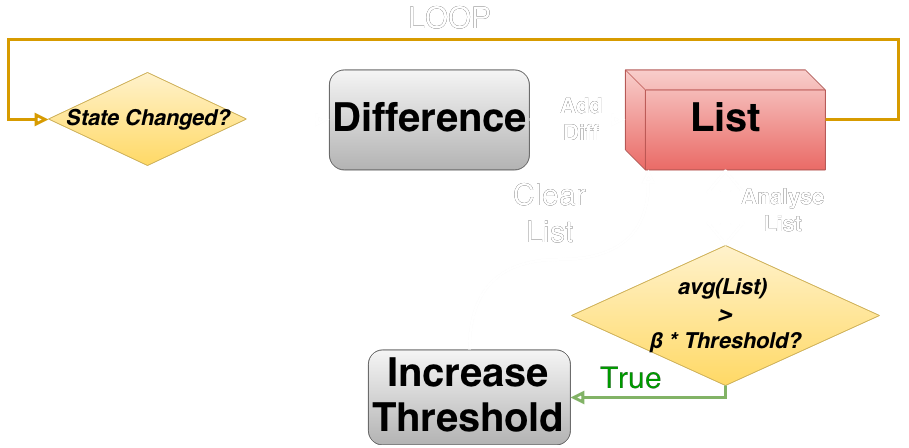 LOOP
State Changed?
Difference
Add
Diff
List
Clear
List
Analyse
List
avg(List)
>
β * Threshold?
True
Increase
Threshold